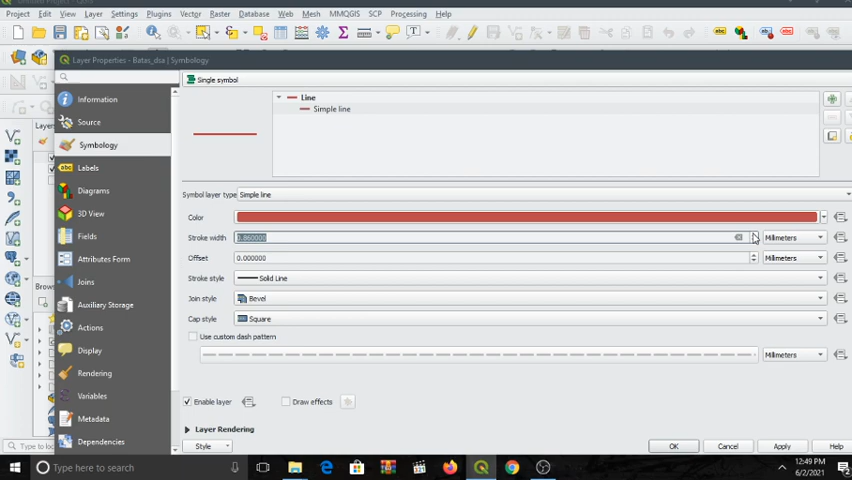 Project Edit View Layer Settings Plugins Vector Raster Database Web Mesh MMQGIS SCP Processing Help
Layer Properties - Batas_dsa | Symbology
Single symbol
Information
Source
Symbology
Labels
Diagrams
3D View
Fields
Attributes Form
Joins
Auxiliary Storage
Actions
Display
Rendering
Variables
Metadata
Dependencies
Line
Simple line
Symbol layer type Simple line
Color
Stroke width 0.860000 Millimeters
Offset 0.000000 Millimeters
Stroke style Solid Line
Join style Bevel
Cap style Square
Use custom dash pattern
Millimeters
Enable layer Draw effects
Layer Rendering
Style OK Cancel Apply Help
Type here to search
12:49 PM
6/2/2021